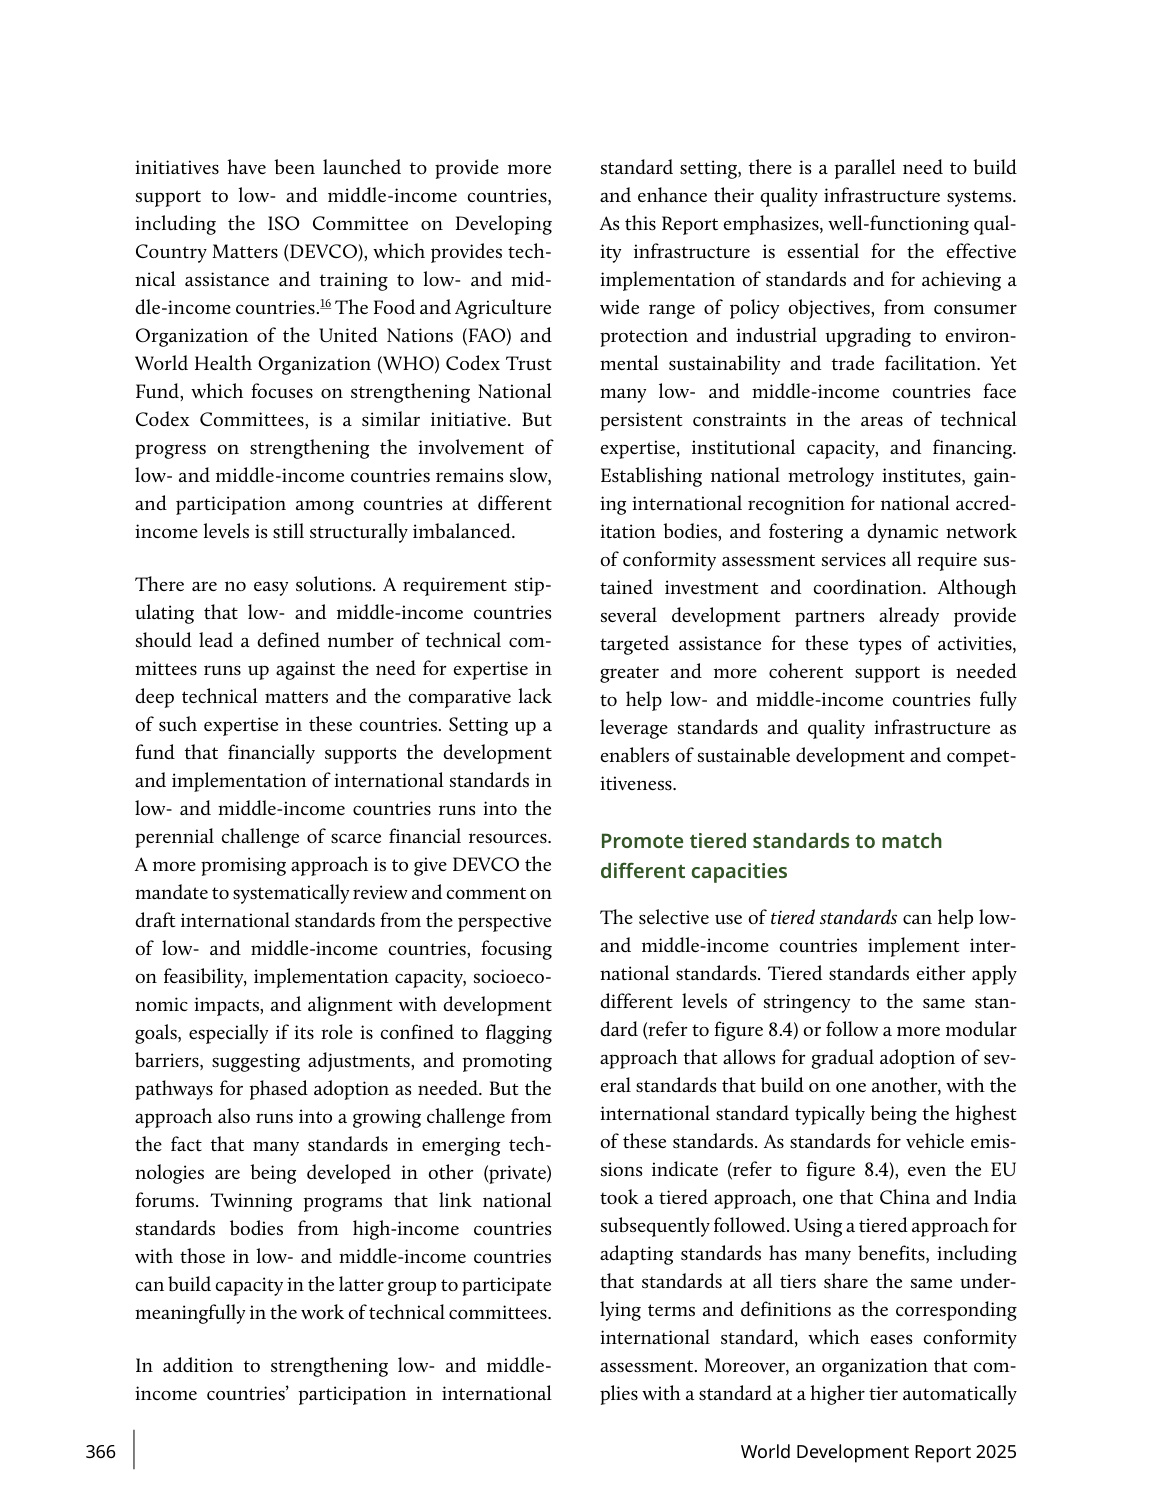 initiatives have been launched to provide more
support to low- and middle-income countries,
including the ISO Committee on Developing
Country Matters (DEVCO), which provides tech-
nical assistance and training to low- and mid-
dle-income countries.16 The Food and Agriculture
Organization of the United Nations (FAO) and
World Health Organization (WHO) Codex Trust
Fund, which focuses on strengthening National
Codex Committees, is a similar initiative. But
progress on strengthening the involvement of
low- and middle-income countries remains slow,
and participation among countries at different
income levels is still structurally imbalanced.
There are no easy solutions. A requirement stip-
ulating that low- and middle-income countries
should lead a defined number of technical com-
mittees runs up against the need for expertise in
deep technical matters and the comparative lack
of such expertise in these countries. Setting up a
fund that financially supports the development
and implementation of international standards in
low- and middle-income countries runs into the
perennial challenge of scarce financial resources.
A more promising approach is to give DEVCO the
mandate to systematically review and comment on
draft international standards from the perspective
of low- and middle-income countries, focusing
on feasibility, implementation capacity, socioeco-
nomic impacts, and alignment with development
goals, especially if its role is confined to flagging
barriers, suggesting adjustments, and promoting
pathways for phased adoption as needed. But the
approach also runs into a growing challenge from
the fact that many standards in emerging tech-
nologies are being developed in other (private)
forums. Twinning programs that link national
standards bodies from high-income countries
with those in low- and middle-income countries
can build capacity in the latter group to participate
meaningfully in the work of technical committees.
In addition to strengthening low- and middle-
income countries’ participation in international
standard setting, there is a parallel need to build
and enhance their quality infrastructure systems.
As this Report emphasizes, well-functioning qual-
ity infrastructure is essential for the effective
implementation of standards and for achieving a
wide range of policy objectives, from consumer
protection and industrial upgrading to environ-
mental sustainability and trade facilitation. Yet
many low- and middle-income countries face
persistent constraints in the areas of technical
expertise, institutional capacity, and financing.
Establishing national metrology institutes, gain-
ing international recognition for national accred-
itation bodies, and fostering a dynamic network
of conformity assessment services all require sus-
tained investment and coordination. Although
several development partners already provide
targeted assistance for these types of activities,
greater and more coherent support is needed
to help low- and middle-income countries fully
leverage standards and quality infrastructure as
enablers of sustainable development and compet-
itiveness.
Promote tiered standards to match
different capacities
The selective use of tiered standards can help low-
and middle-income countries implement inter-
national standards. Tiered standards either apply
different levels of stringency to the same stan-
dard (refer to figure 8.4) or follow a more modular
approach that allows for gradual adoption of sev-
eral standards that build on one another, with the
international standard typically being the highest
of these standards. As standards for vehicle emis-
sions indicate (refer to figure 8.4), even the EU
took a tiered approach, one that China and India
subsequently followed. Using a tiered approach for
adapting standards has many benefits, including
that standards at all tiers share the same under-
lying terms and definitions as the corresponding
international standard, which eases conformity
assessment. Moreover, an organization that com-
plies with a standard at a higher tier automatically
366
World Development Report 2025